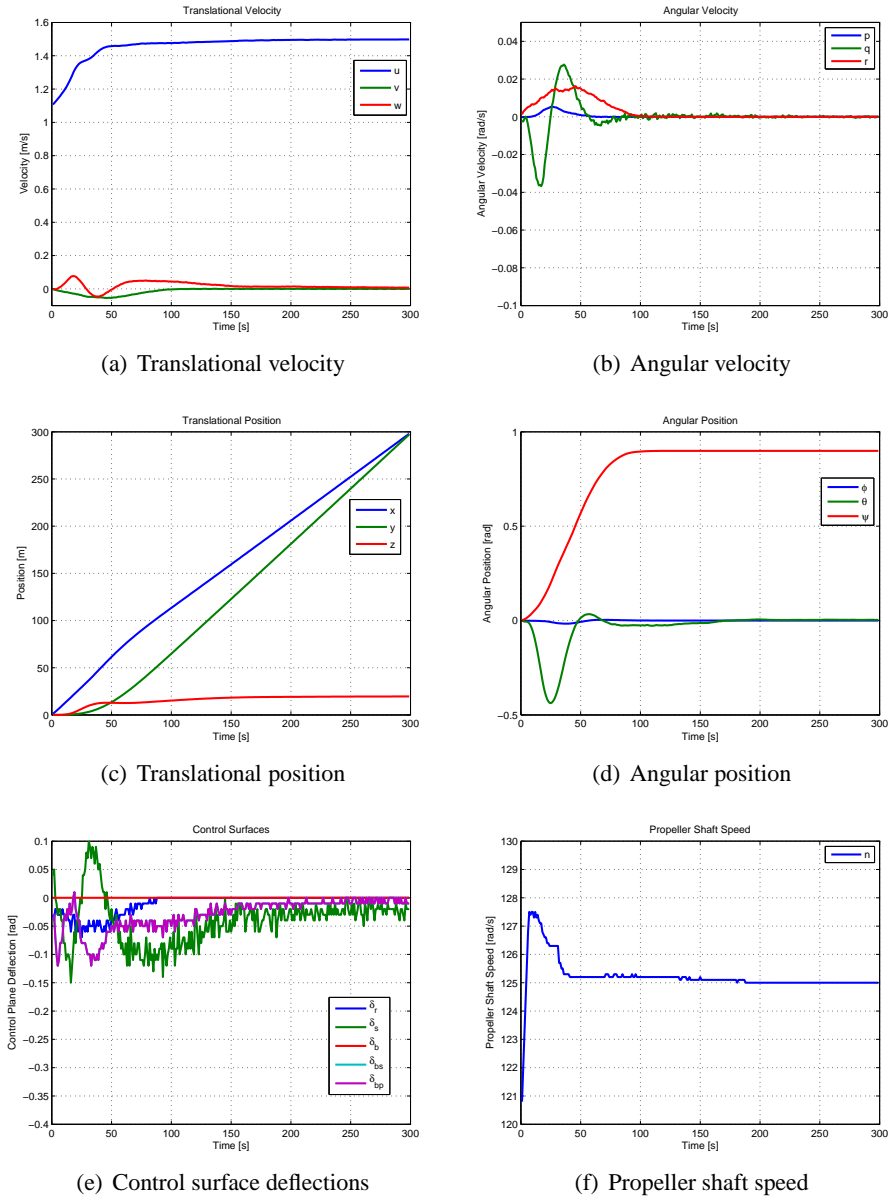 Translational Velocity
Velocity [m/s]
1.6
1.4
1.2
1
0.8
0.6
0.4
0.2
0
u
v
w
0 50 100 150 200 250 300
Time [s]
(a) Translational velocity
Angular Velocity
Angular Velocity [rad/s]
0.04
0.02
0
−0.02
−0.04
−0.06
−0.08
−0.1
p
q
r
0 50 100 150 200 250 300
Time [s]
(b) Angular velocity
Translational Position
Position [m]
300
250
200
150
100
50
0
x
y
z
0 50 100 150 200 250 300
Time [s]
(c) Translational position
Angular Position
Angular Position [rad]
1
0.5
0
−0.5
ϕ
θ
ψ
0 50 100 150 200 250 300
Time [s]
(d) Angular position
Control Surfaces
Control Plane Deflection [rad]
0.1
0.05
0
−0.05
−0.1
−0.15
−0.2
−0.25
−0.3
−0.35
−0.4
δr
δs
δb
δbs
δbp
0 50 100 150 200 250 300
Time [s]
(e) Control surface deflections
Propeller Shaft Speed
Propeller Shaft Speed [rad/s]
130
129
128
127
126
125
124
123
122
121
120
n
0 50 100 150 200 250 300
Time [s]
(f) Propeller shaft speed